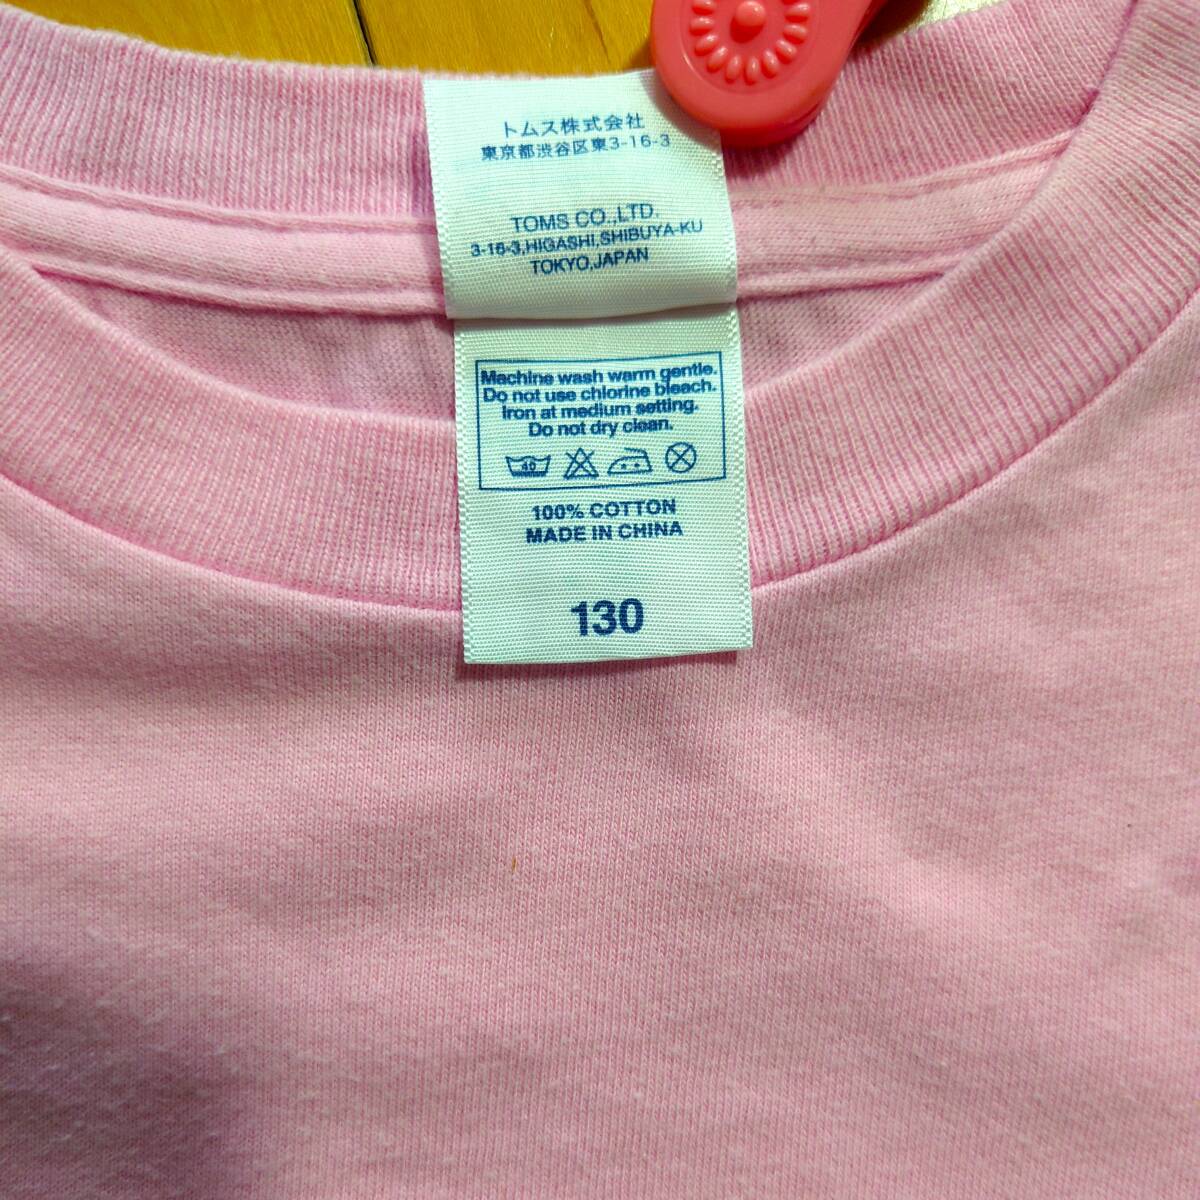 トムス株式会社
東京都渋谷区東3-16-3
TOMS CO.,LTD.
3-16-3,HIGASHI,SHIBUYA-KU
TOKYO,JAPAN
Machine wash warm gentle.
Do not use chlorine bleach.
Iron at medium setting.
Do not dry clean.
40
100% COTTON
MADE IN CHINA
130